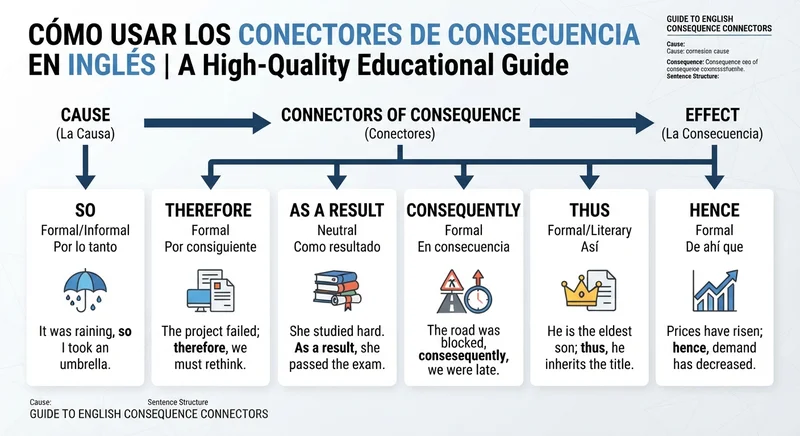 CÓMO USAR LOS CONECTORES DE CONSECUENCIA
EN INGLÉS | A High-Quality Educational Guide
GUIDE TO ENGLISH
CONSEQUENCE CONNECTORS
Cause:
Cause: cause
Consequence: Consequence of
consequence
Sentence Structure:
CAUSE
(La Causa)
CONNECTORS OF CONSEQUENCE
(Conectores)
EFFECT
(La Consecuencia)
SO
Formal/Informal
Por lo tanto
It was raining, so
I took an
umbrella.
THEREFORE
Formal
Por consiguiente
The project failed;
therefore, we
must rethink.
AS A RESULT
Neutral
Como resultado
She studied hard.
As a result, she
passed the exam.
CONSEQUENTLY
Formal
En consecuencia
The road was
blocked,
consesequently,
we were late.
THUS
Formal/Literary
Así
He is the eldest
son; thus, he
inherits the title.
HENCE
Formal
De ahí que
Prices have risen;
hence, demand
has decreased.
Cause: Sentence Structure
GUIDE TO ENGLISH CONSEQUENCE CONNECTORS